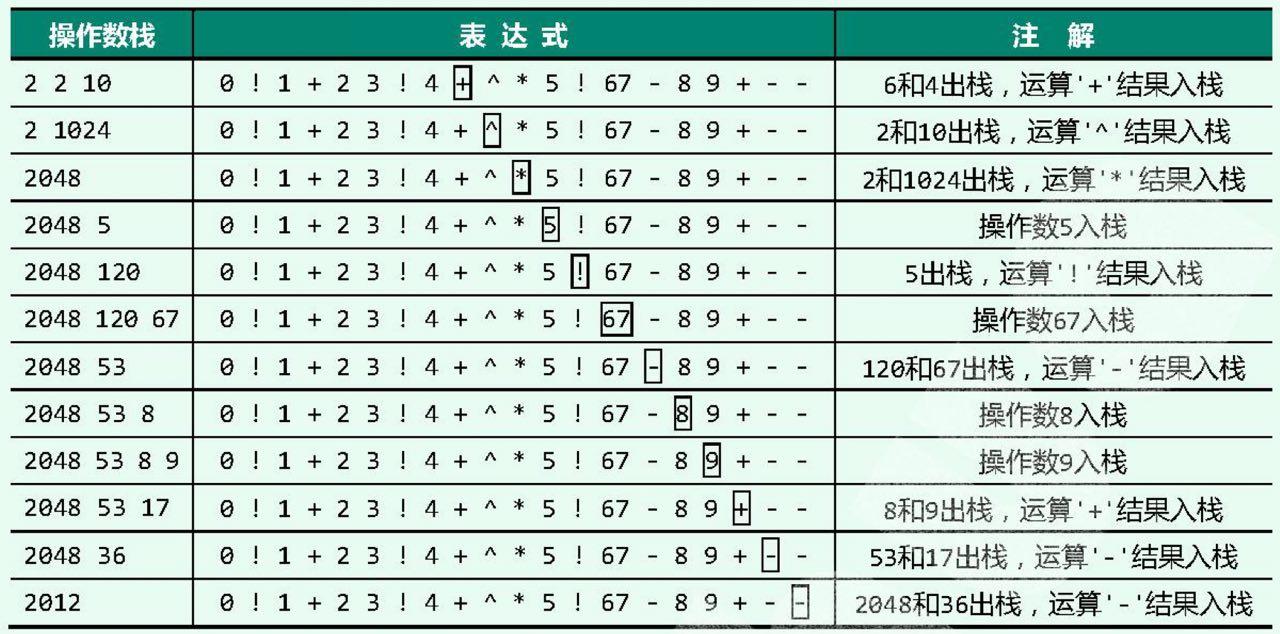 操作数栈 表 达 式 注 解
2 2 10 0 ! 1 + 2 3 ! 4 + ^ * 5 ! 67 - 8 9 + - - 6和4出栈，运算'+'结果入栈
2 1024 0 ! 1 + 2 3 ! 4 + ^ * 5 ! 67 - 8 9 + - - 2和10出栈，运算'^'结果入栈
2048 0 ! 1 + 2 3 ! 4 + ^ * 5 ! 67 - 8 9 + - - 2和1024出栈，运算'*'结果入栈
2048 5 0 ! 1 + 2 3 ! 4 + ^ * 5 ! 67 - 8 9 + - - 操作数5入栈
2048 120 0 ! 1 + 2 3 ! 4 + ^ * 5 ! 67 - 8 9 + - - 5出栈，运算'!'结果入栈
2048 120 67 0 ! 1 + 2 3 ! 4 + ^ * 5 ! 67 - 8 9 + - - 操作数67入栈
2048 53 0 ! 1 + 2 3 ! 4 + ^ * 5 ! 67 - 8 9 + - - 120和67出栈，运算'-'结果入栈
2048 53 8 0 ! 1 + 2 3 ! 4 + ^ * 5 ! 67 - 8 9 + - - 操作数8入栈
2048 53 8 9 0 ! 1 + 2 3 ! 4 + ^ * 5 ! 67 - 8 9 + - - 操作数9入栈
2048 53 17 0 ! 1 + 2 3 ! 4 + ^ * 5 ! 67 - 8 9 + - - 8和9出栈，运算'+'结果入栈
2048 36 0 ! 1 + 2 3 ! 4 + ^ * 5 ! 67 - 8 9 + - - 53和17出栈，运算'-'结果入栈
2012 0 ! 1 + 2 3 ! 4 + ^ * 5 ! 67 - 8 9 + - - 2048和36出栈，运算'-'结果入栈